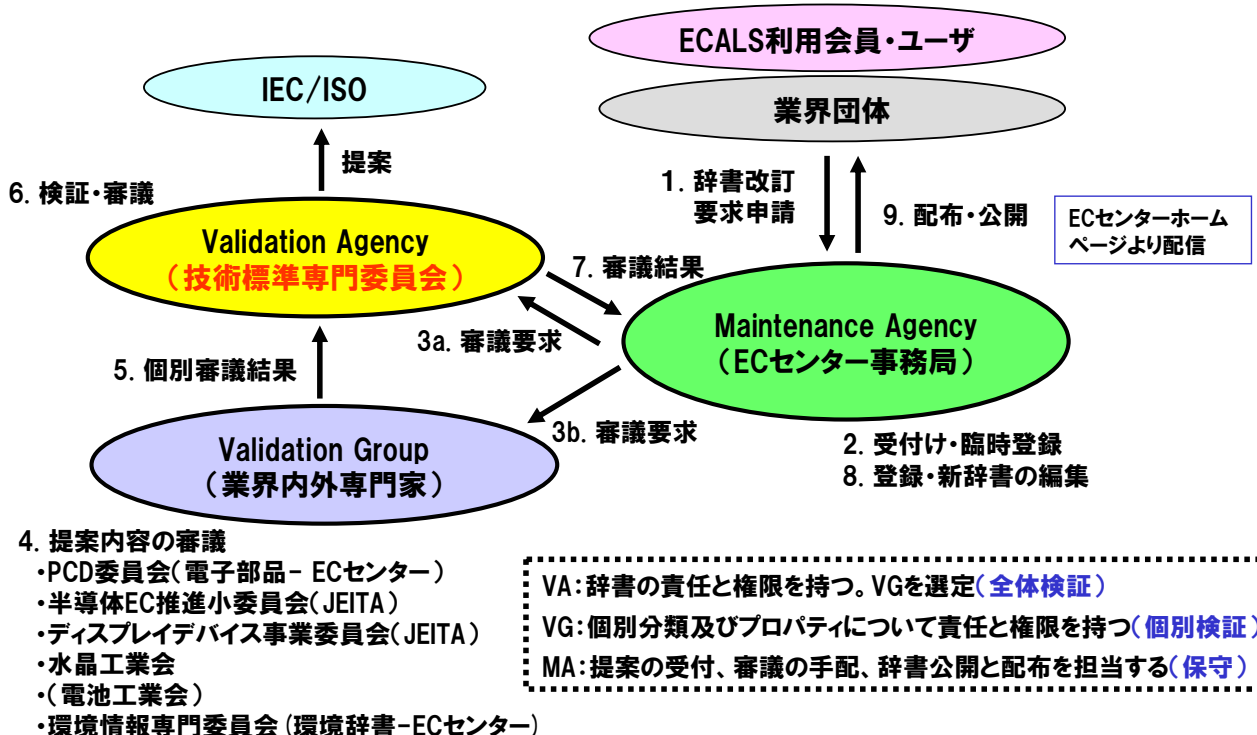 ECALS利用会員・ユーザ
IEC/ISO
業界団体
提案
6. 検証・審議
1. 辞書改訂
要求申請
9. 配布・公開
ECセンターホーム
ページより配信
Validation Agency
（技術標準専門委員会）
7. 審議結果
3a. 審議要求
Maintenance Agency
（ECセンター事務局）
5. 個別審議結果
3b. 審議要求
Validation Group
（業界内外専門家）
2. 受付け・臨時登録
8. 登録・新辞書の編集
4. 提案内容の審議
・PCD委員会（電子部品− ECセンター）
・半導体EC推進小委員会（JEITA）
・ディスプレイデバイス事業委員会（JEITA）
・水晶工業会
・（電池工業会）
・環境情報専門委員会（環境辞書−ECセンター）
VA：辞書の責任と権限を持つ。VGを選定（全体検証）
VG：個別分類及びプロパティについて責任と権限を持つ（個別検証）
MA：提案の受付、審議の手配、辞書公開と配布を担当する（保守）